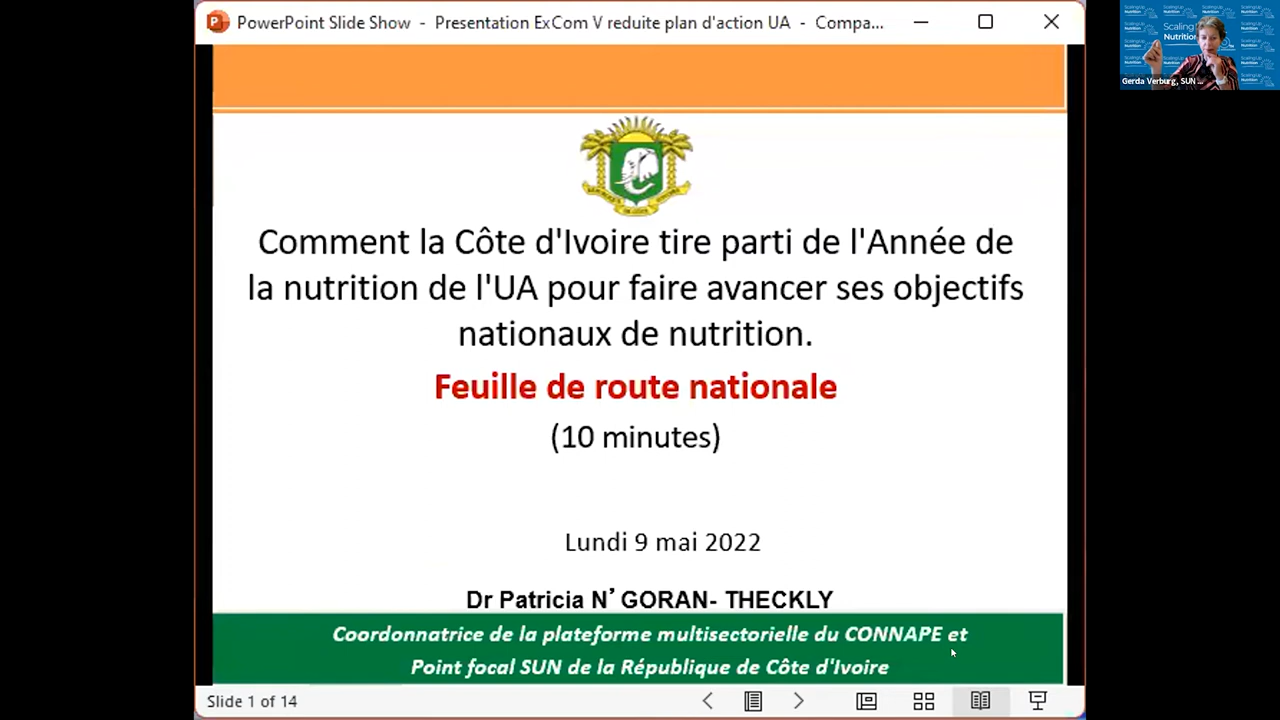 PowerPoint Slide Show - Presentation ExCom V reduite plan d'action UA - Compa...
Comment la Côte d'Ivoire tire parti de l'Année de
la nutrition de l'UA pour faire avancer ses objectifs
nationaux de nutrition.
Feuille de route nationale
(10 minutes)
Lundi 9 mai 2022
Dr Patricia N' GORAN- THECKLY
Coordonnatrice de la plateforme multisectorielle du CONNAPE et
Point focal SUN de la République de Côte d'Ivoire
Slide 1 of 14
Scaling Up
Nutrition
Gerda Verburg, SUN ...